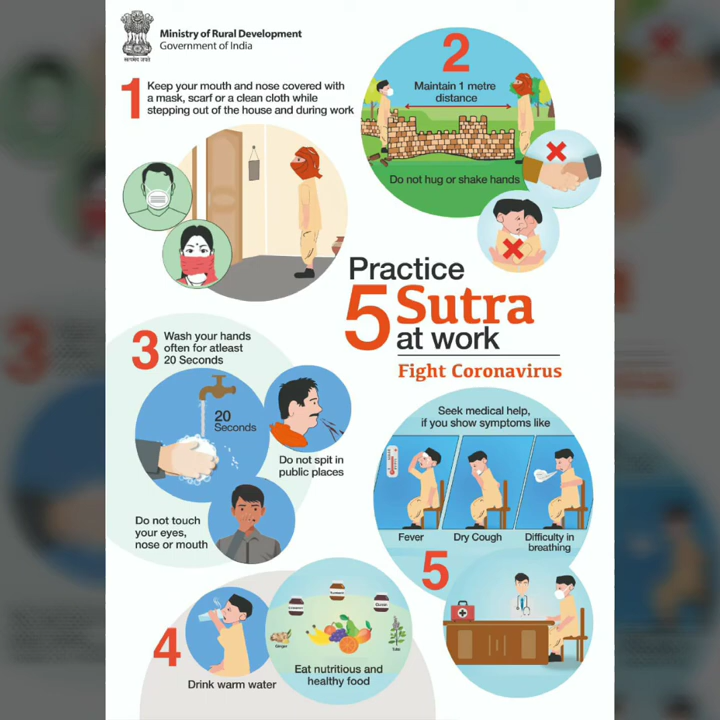 सत्यमेव जयते
Ministry of Rural Development
Government of India
1
Keep your mouth and nose covered with
a mask, scarf or a clean cloth while
stepping out of the house and during work
2
Maintain 1 metre
distance
Do not hug or shake hands
Practice
5 Sutra
at work
Fight Coronavirus
3
Wash your hands
often for atleast
20 Seconds
20
Seconds
Do not spit in
public places
Do not touch
your eyes,
nose or mouth
4
Drink warm water
Ginger
Tulsi
Eat nutritious and
healthy food
5
Seek medical help,
if you show symptoms like
Fever
Dry Cough
Difficulty in
breathing